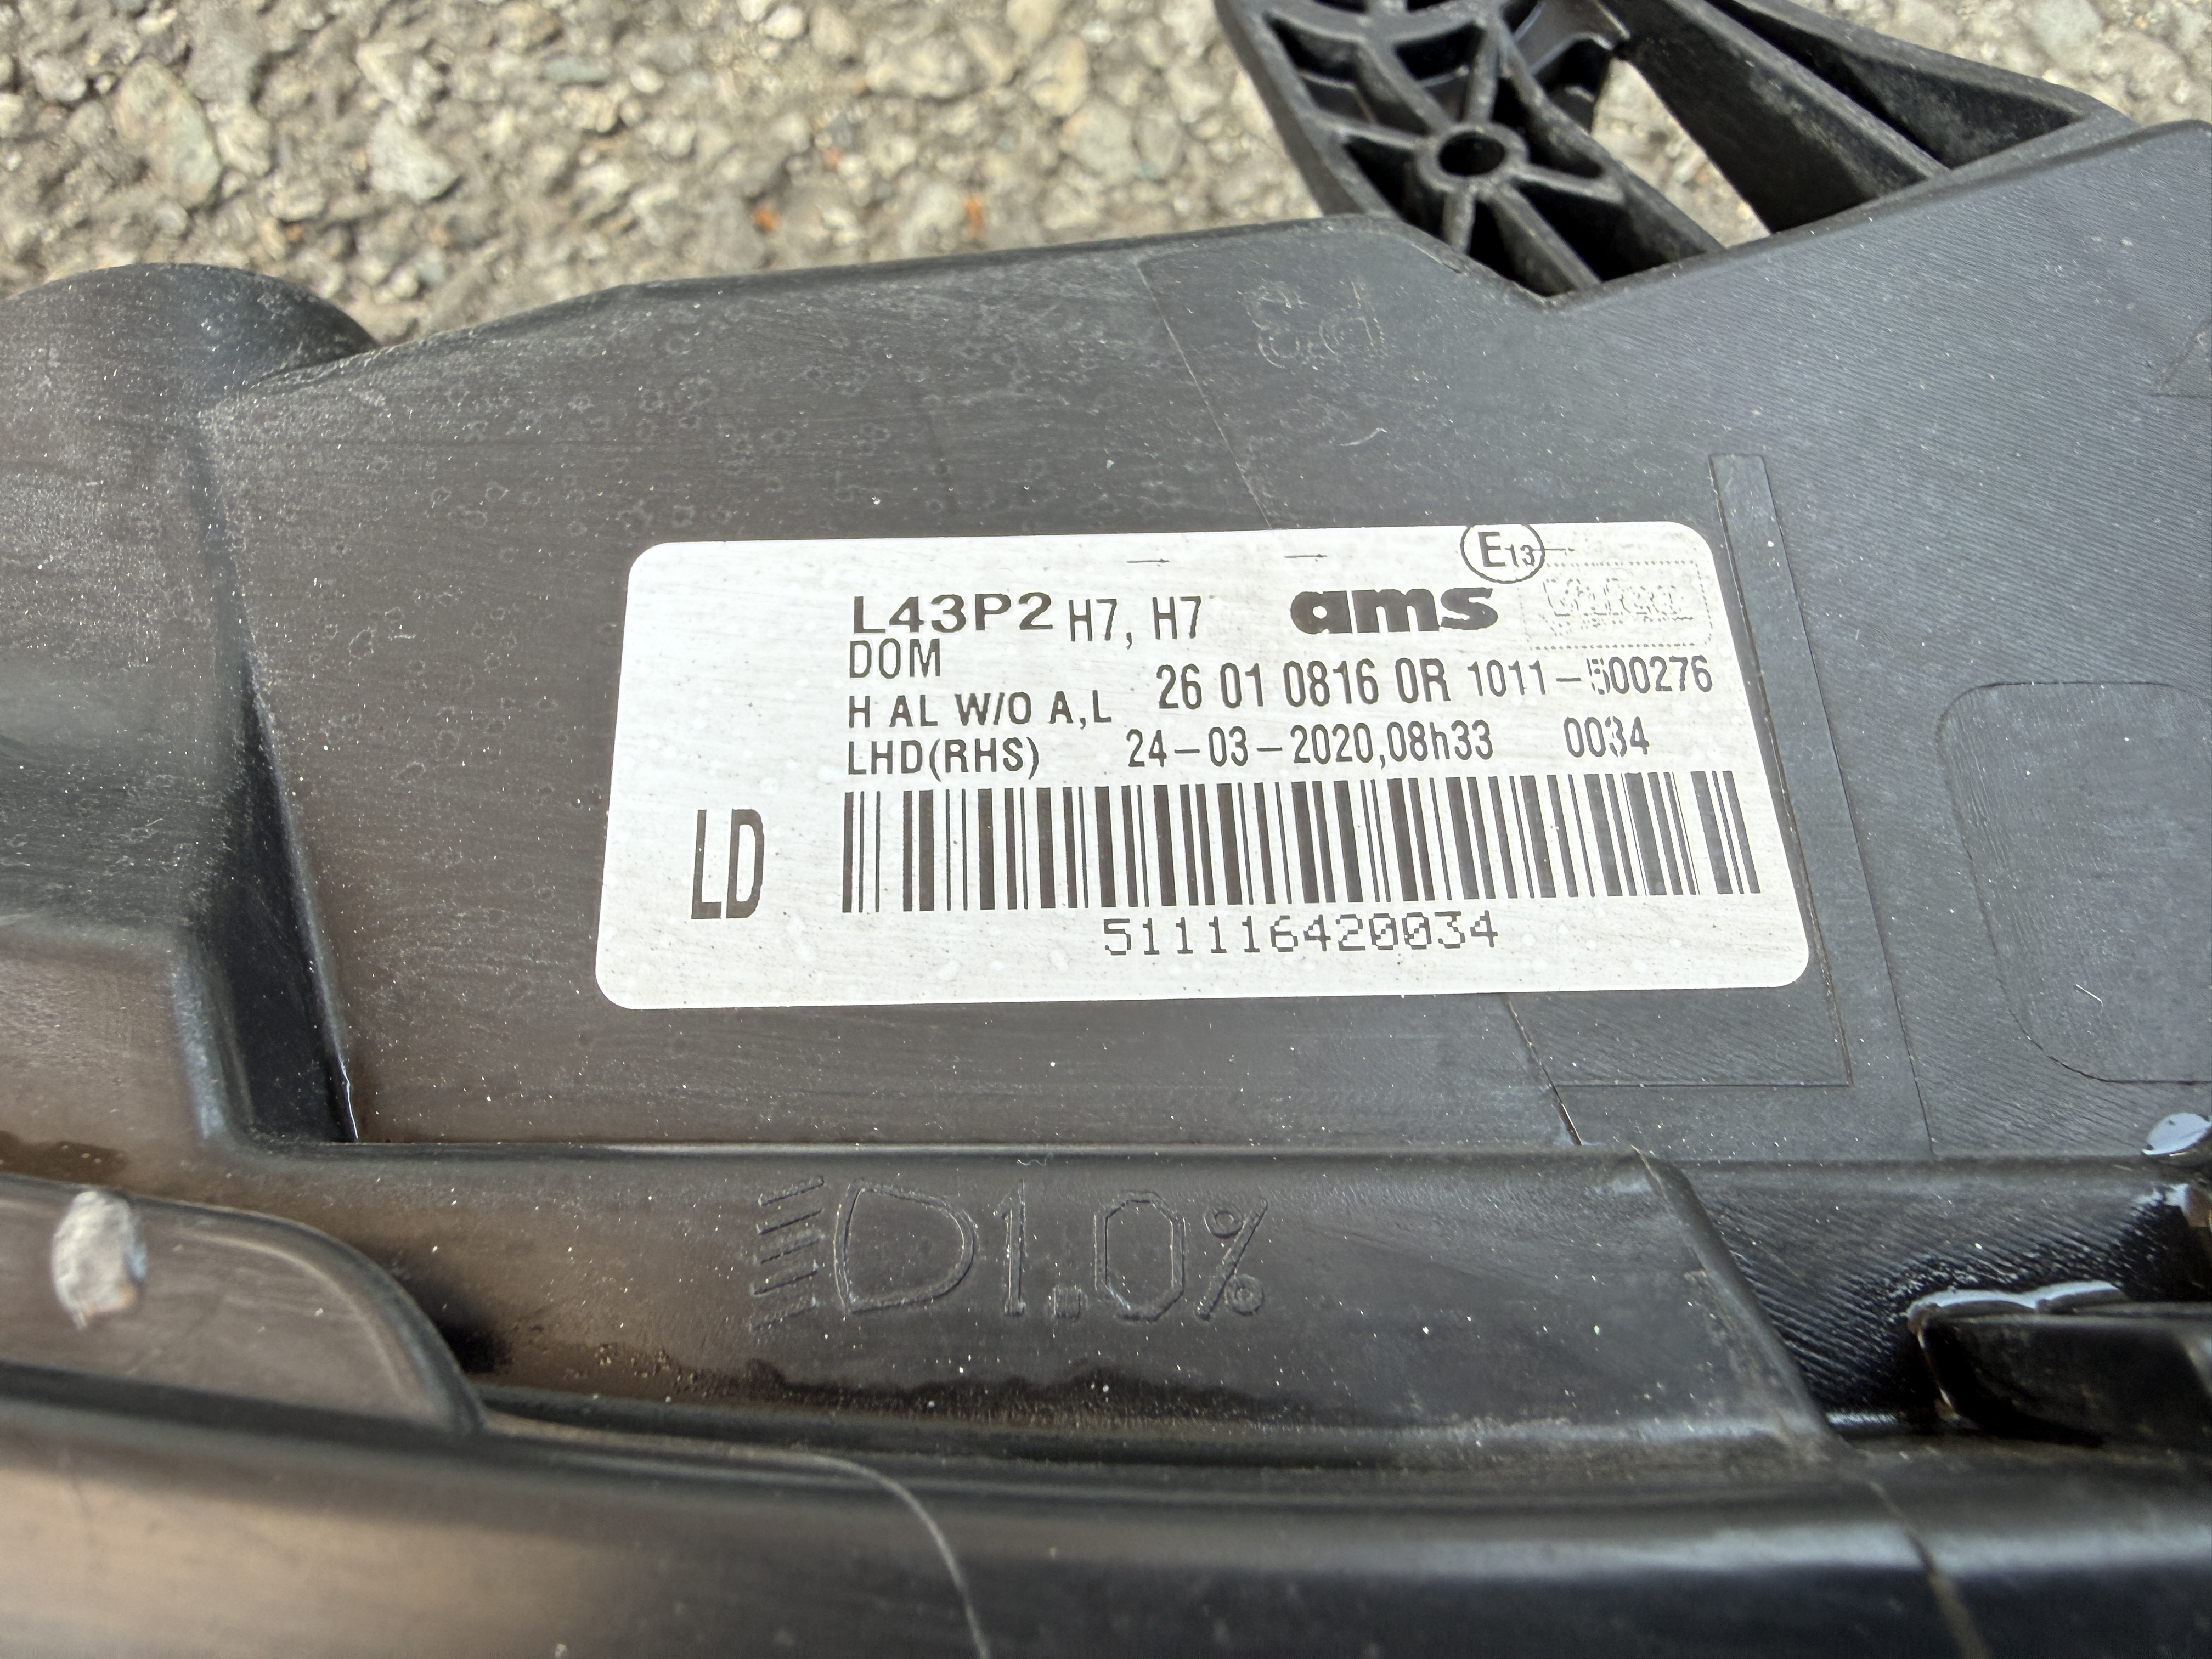 E13
L43P2 H7, H7 ams
DOM
26 01 0816 0R 1011-500276
H AL W/O A,L
LHD(RHS) 24-03-2020,08h33 0034
LD
511116420034
1.0%